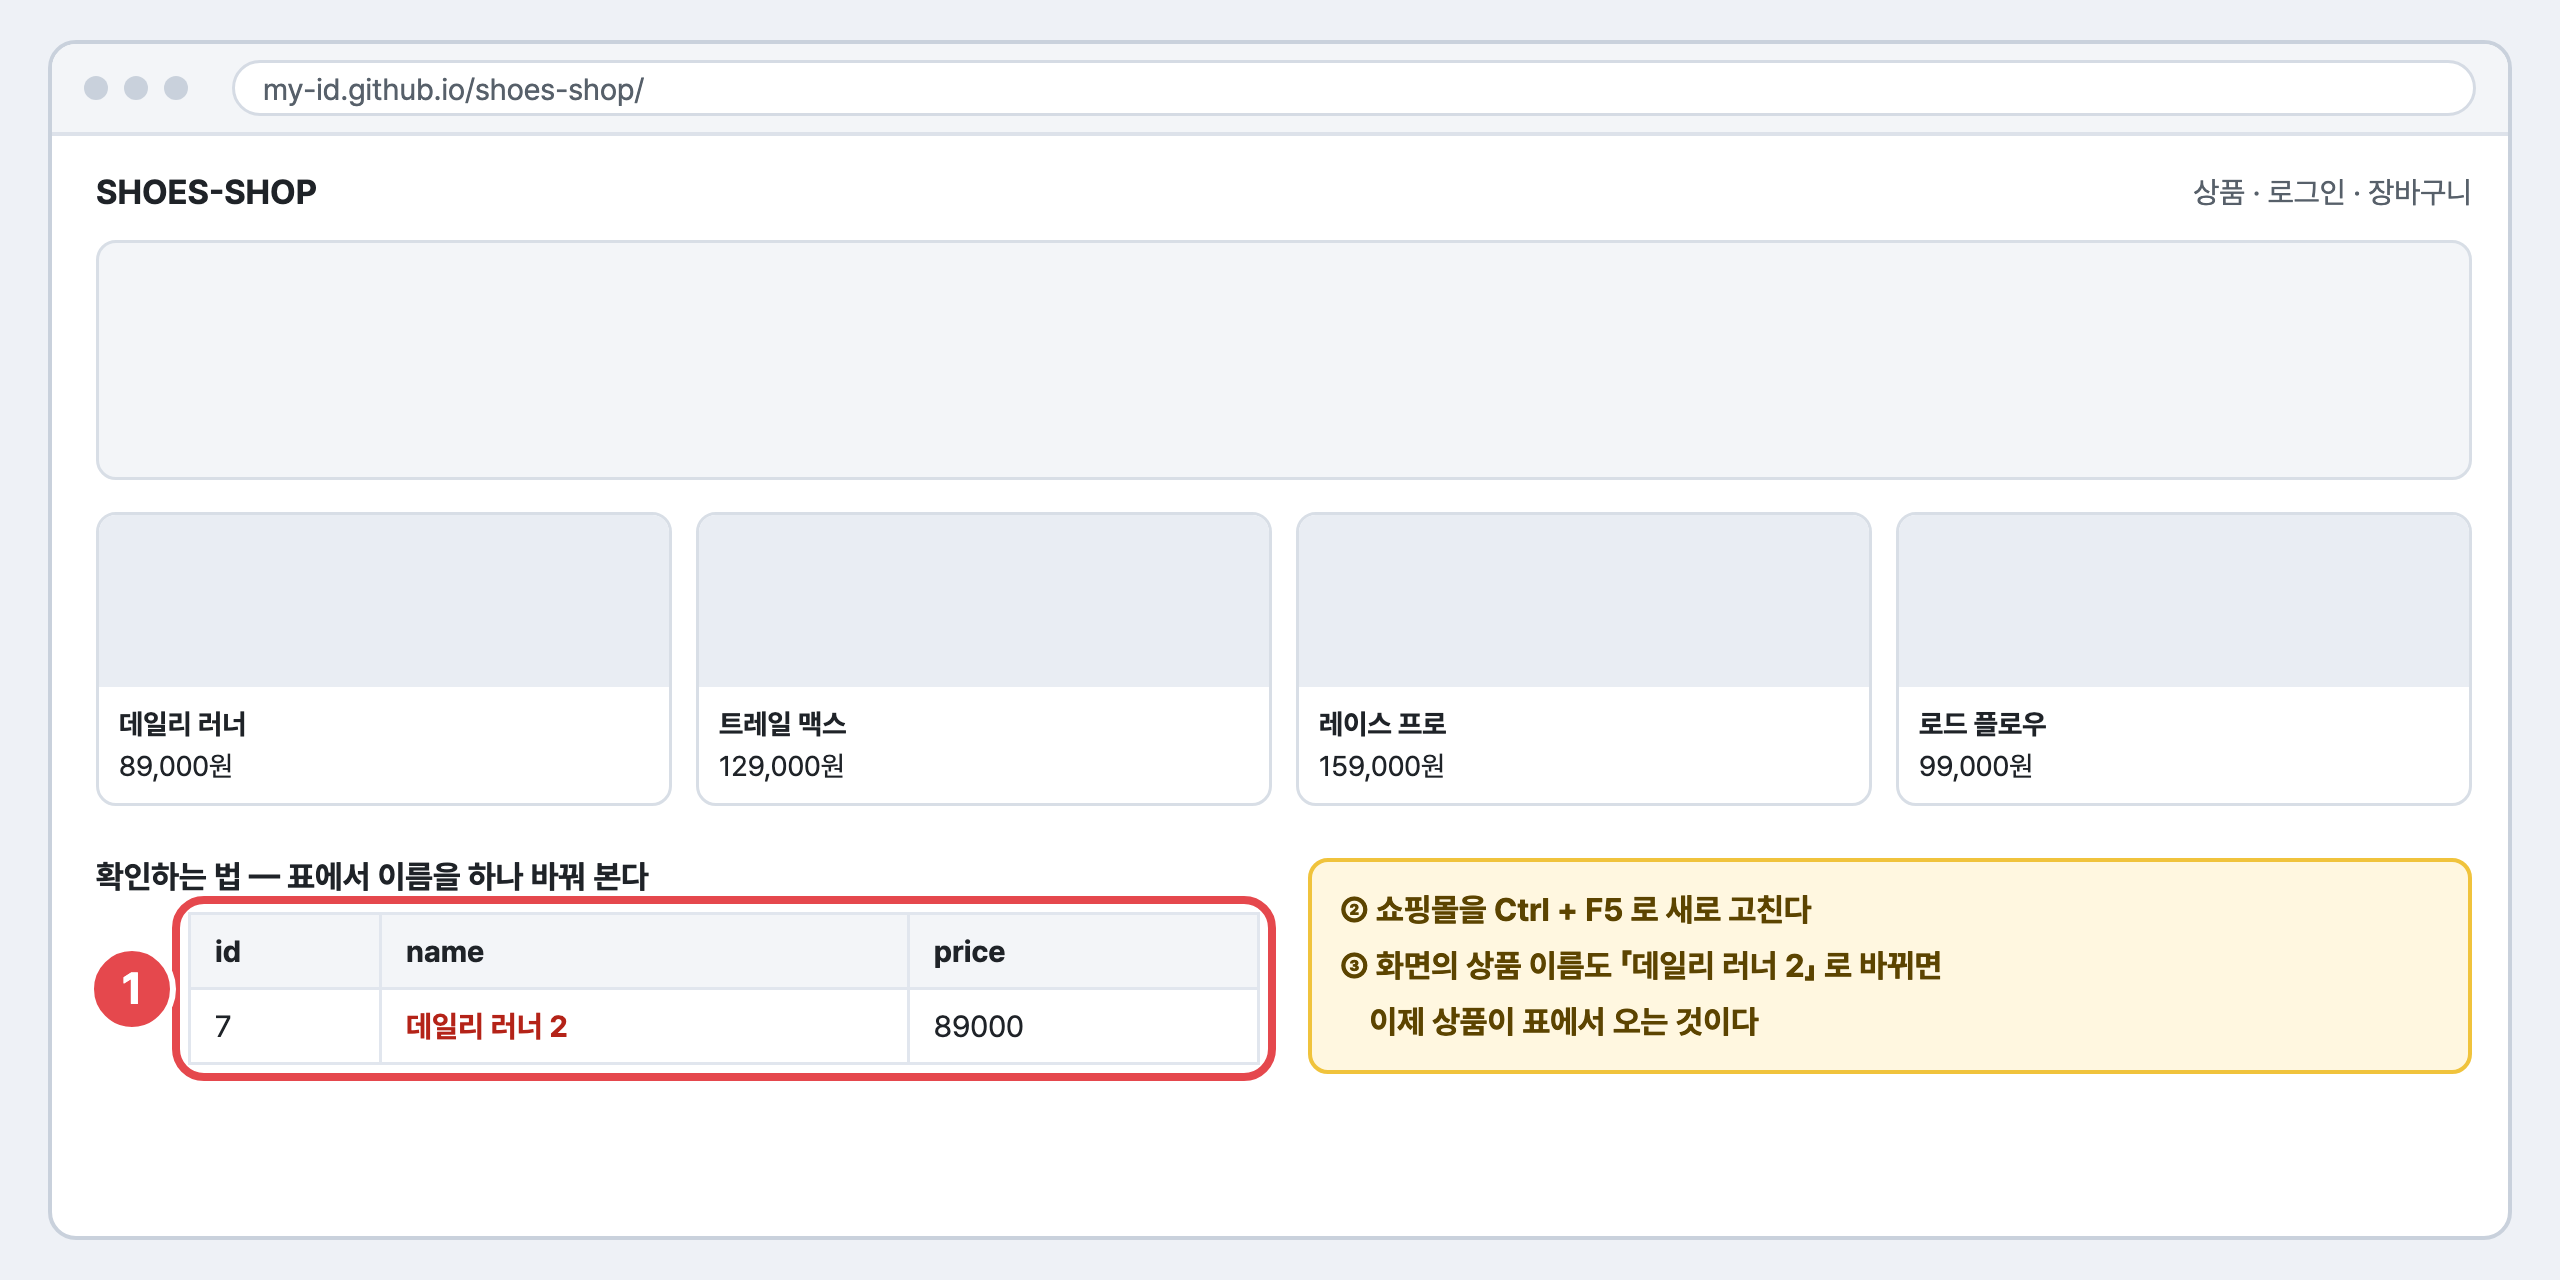 my-id.github.io/shoes-shop/
SHOES-SHOP
상품 · 로그인 · 장바구니
데일리 러너
89,000원
트레일 맥스
129,000원
레이스 프로
159,000원
로드 플로우
99,000원
확인하는 법 — 표에서 이름을 하나 바꿔 본다
1
id name price
7 데일리 러너 2 89000
② 쇼핑몰을 Ctrl + F5 로 새로 고친다
③ 화면의 상품 이름도 「데일리 러너 2」 로 바뀌면
이제 상품이 표에서 오는 것이다